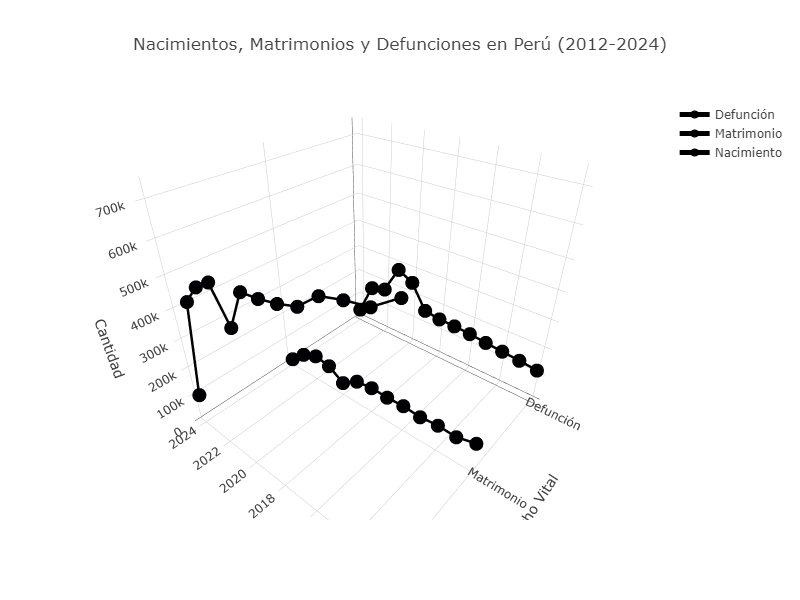 Nacimientos, Matrimonios y Defunciones en Perú (2012-2024)
Defunción
Matrimonio
Nacimiento
700k
600k
500k
400k
300k
200k
100k
0
Cantidad
2024
2022
2020
2018
Defunción
Matrimonio
ho Vital